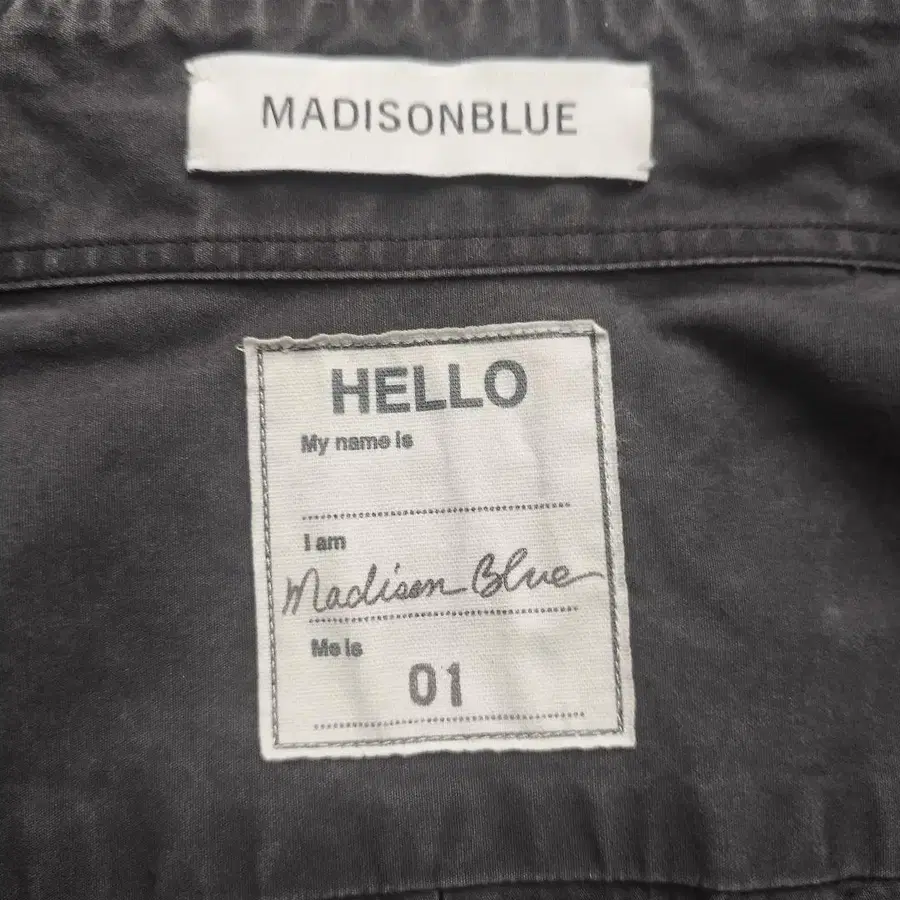 MADISONBLUE
HELLO
My name is
I am
Madison Blue
Me is
01